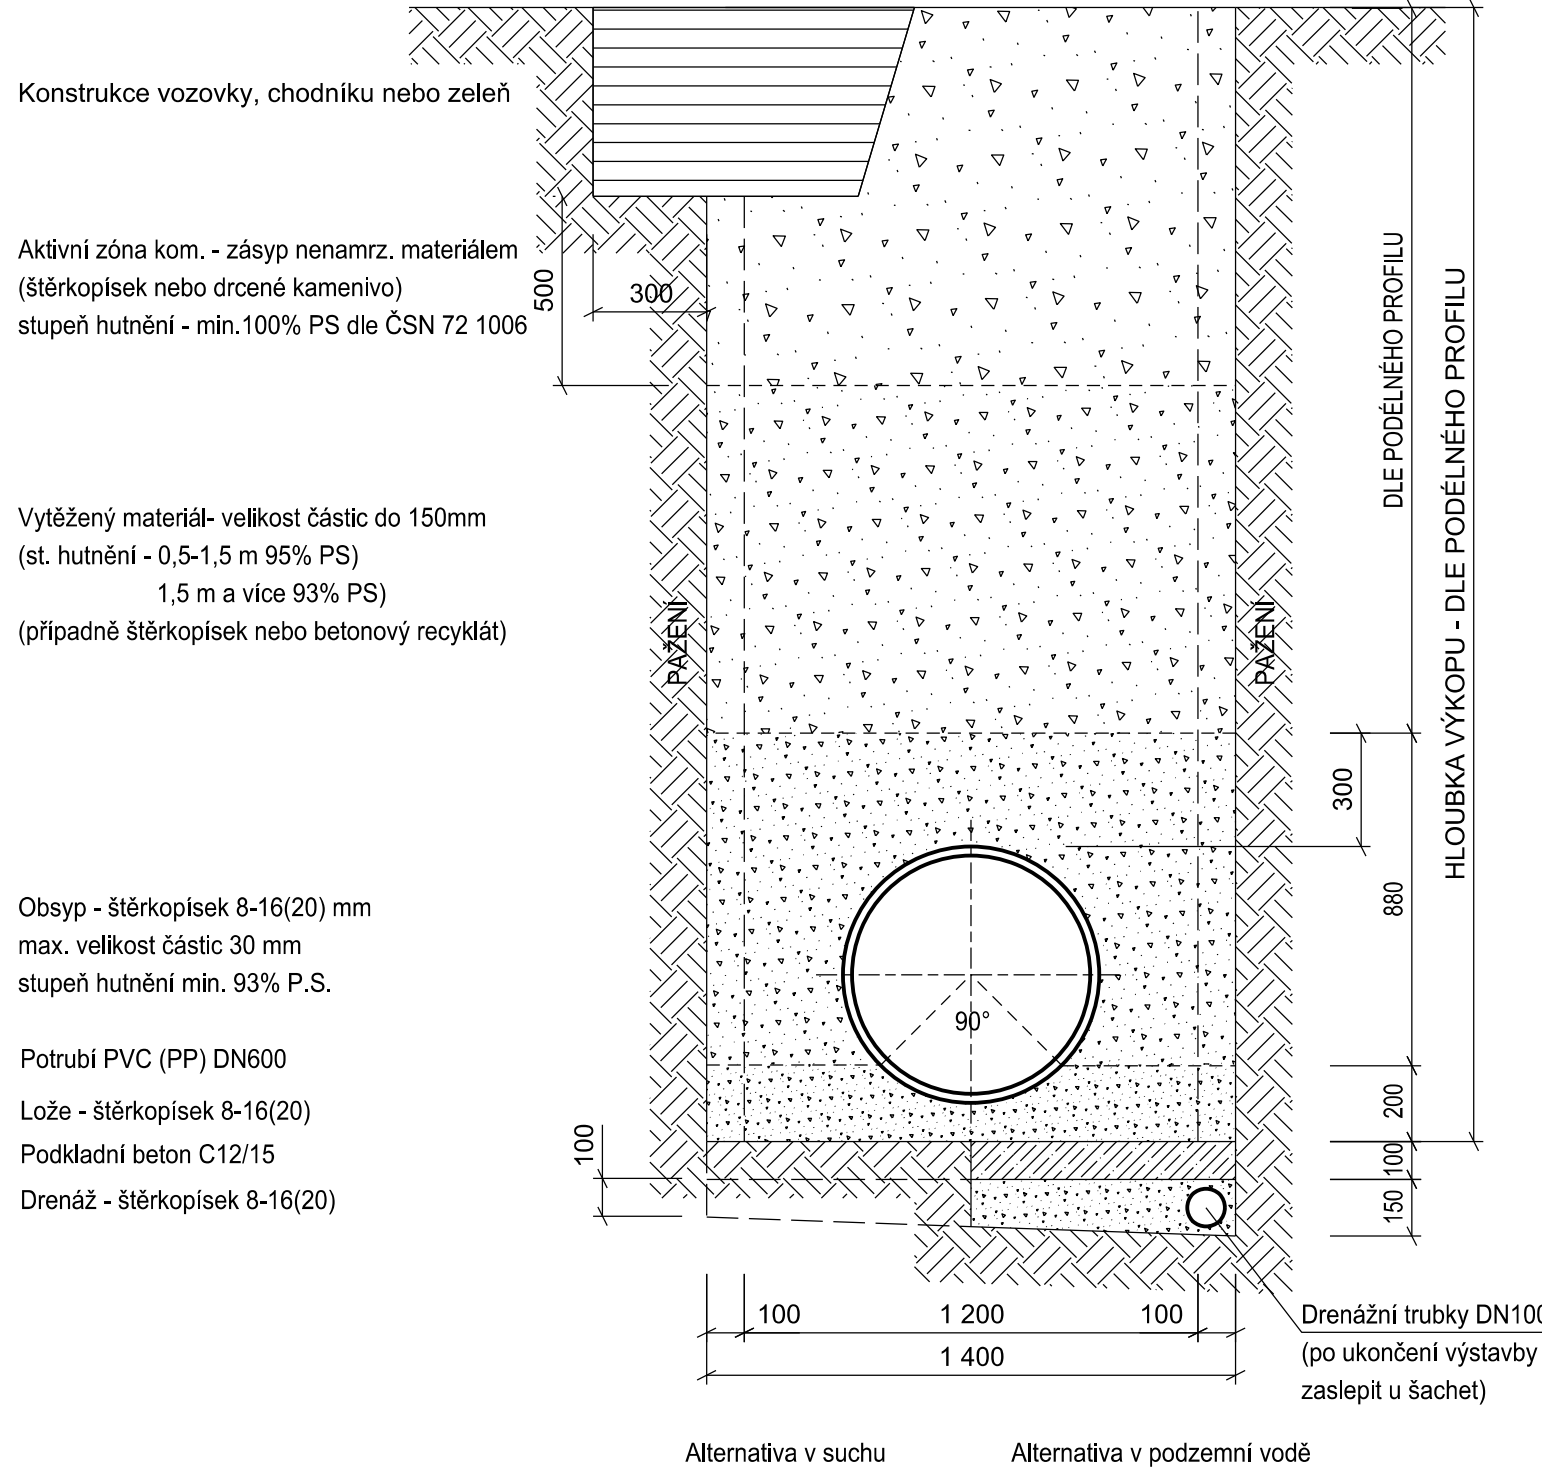 Konstrukce vozovky, chodníku nebo zeleň
Aktivní zóna kom. - zásyp nenamrz. materiálem
(štěrkopísek nebo drcené kamenivo)
stupeň hutnění - min.100% PS dle ČSN 72 1006
500
300
Vytěžený materiál- velikost částic do 150mm
(st. hutnění - 0,5-1,5 m 95% PS)
1,5 m a více 93% PS)
(případně štěrkopísek nebo betonový recyklát)
PAŽENÍ
PAŽENÍ
DLE PODÉLNÉHO PROFILU
HLOUBKA VÝKOPU - DLE PODÉLNÉHO PROFILU
300
880
Obsyp - štěrkopísek 8-16(20) mm
max. velikost částic 30 mm
stupeň hutnění min. 93% P.S.
90°
Potrubí PVC (PP) DN600
Lože - štěrkopísek 8-16(20)
Podkladní beton C12/15
Drenáž - štěrkopísek 8-16(20)
100
200
100
150
100
1 200
100
1 400
Drenážní trubky DN100
(po ukončení výstavby
zaslepit u šachet)
Alternativa v suchu
Alternativa v podzemní vodě